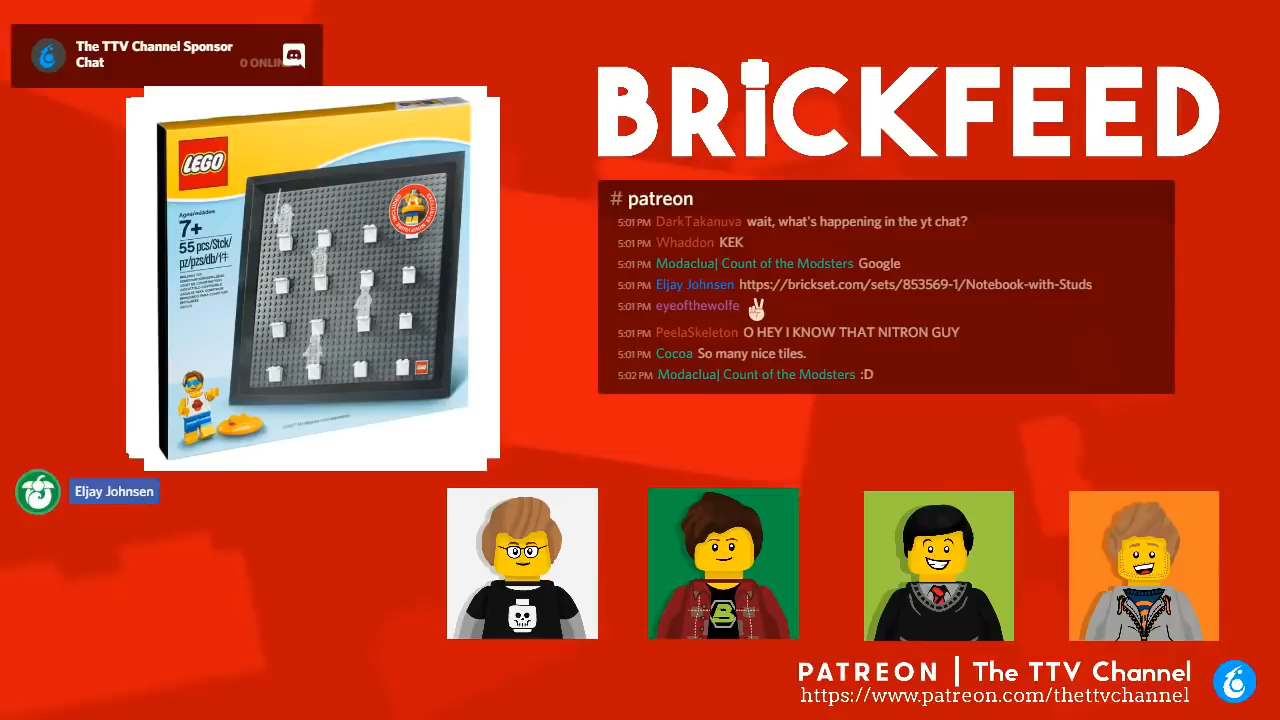 The TTV Channel Sponsor
Chat
0 ONLIN
BRICKFEED
LEGO
Ages/edades
7+
55 pcs/Stck/
pz/pzs/db/
# patreon
5:01 PM DarkTakanuva wait, what's happening in the yt chat?
5:01 PM Whaddon KEK
5:01 PM Modaclua| Count of the Modsters Google
5:01 PM Eljay Johnsen https://brickset.com/sets/853569-1/Notebook-with-Studs
5:01 PM eyeofthewolfe ✌
5:01 PM PeelaSkeleton O HEY I KNOW THAT NITRON GUY
5:01 PM Cocoa So many nice tiles.
5:02 PM Modaclua| Count of the Modsters :D
Eljay Johnsen
B
PATREON | The TTV Channel
https://www.patreon.com/thettvchannel